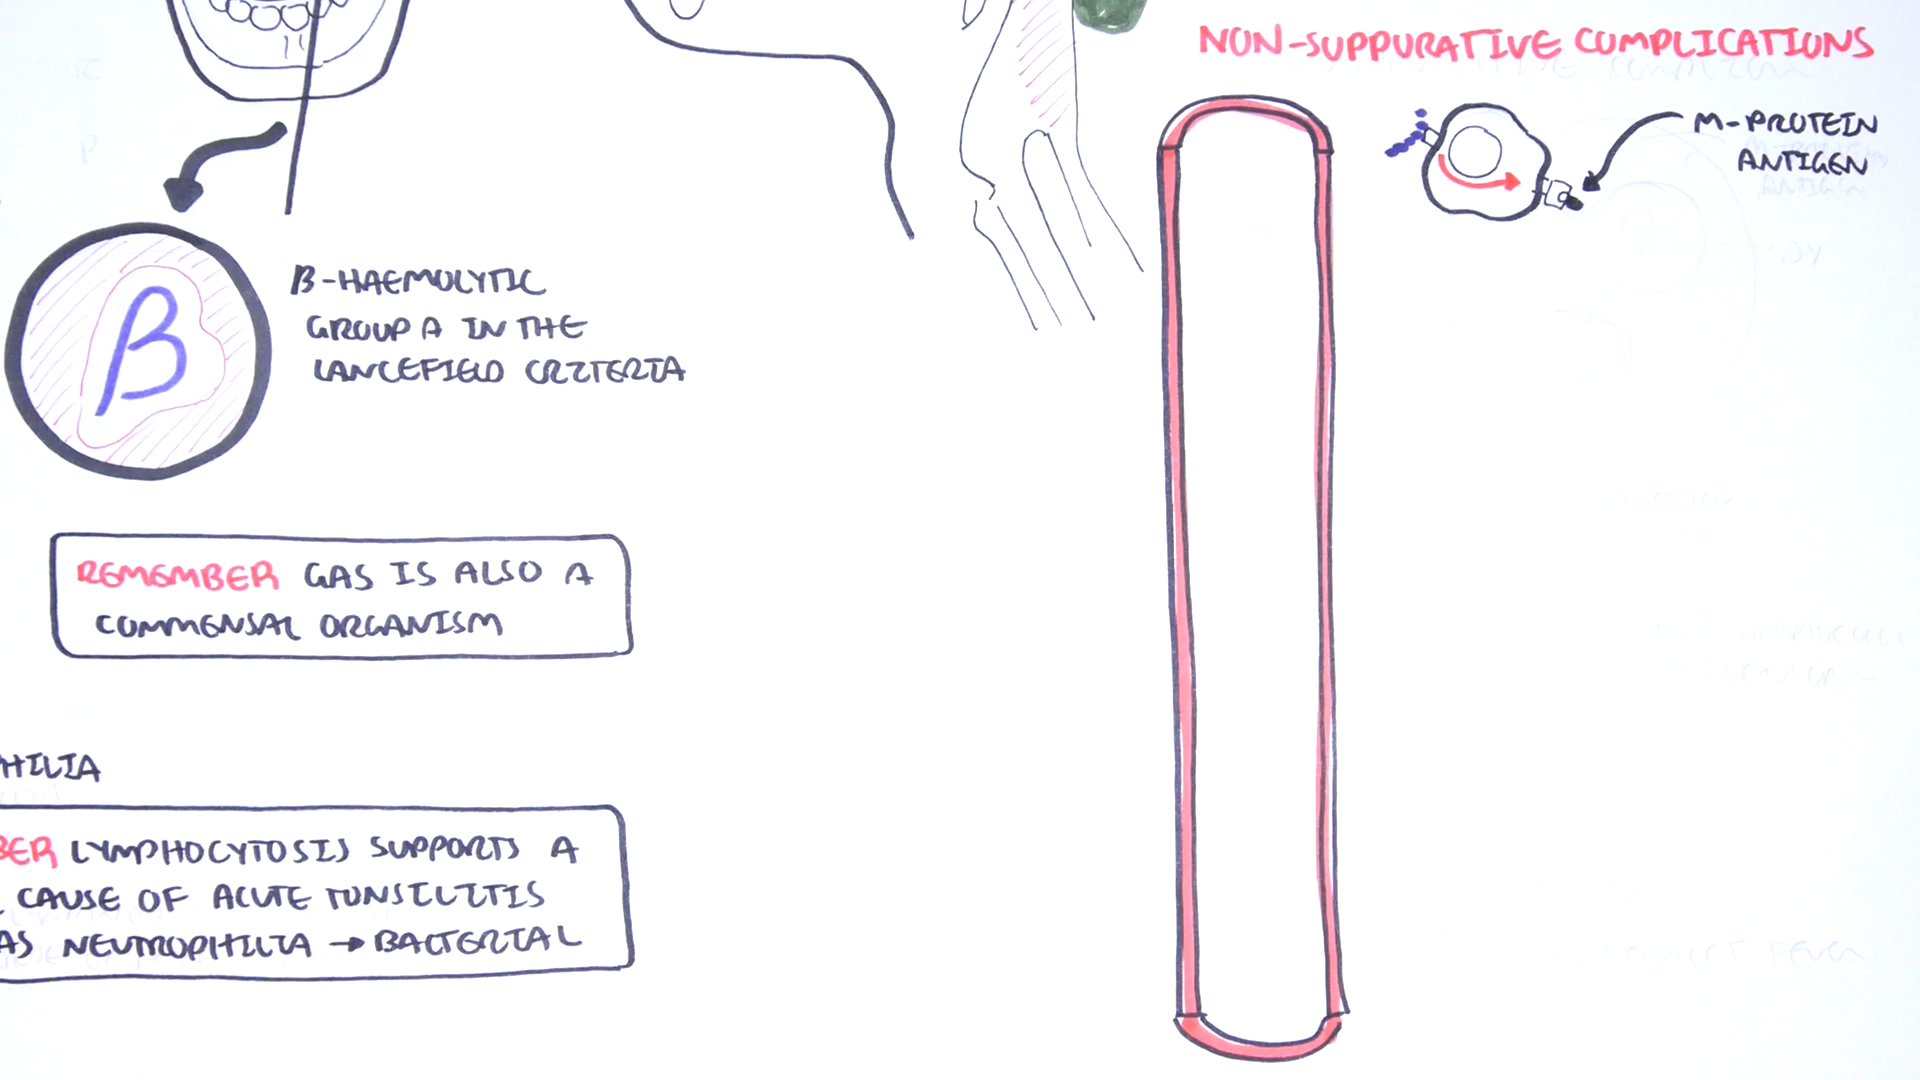 NON-SUPPURATIVE COMPLICATIONS
M-PROTEIN
ANTIGEN
β
β-HAEMOLYTIC
GROUP A IN THE
LANCEFIELD CRITERIA
REMEMBER GAS IS ALSO A
COMMENSAL ORGANISM
HILIA
BER LYMPHOCYTOSIS SUPPORTS A
CAUSE OF ACUTE TONSILITIS
AS NEUTROPHILIA → BACTERIAL